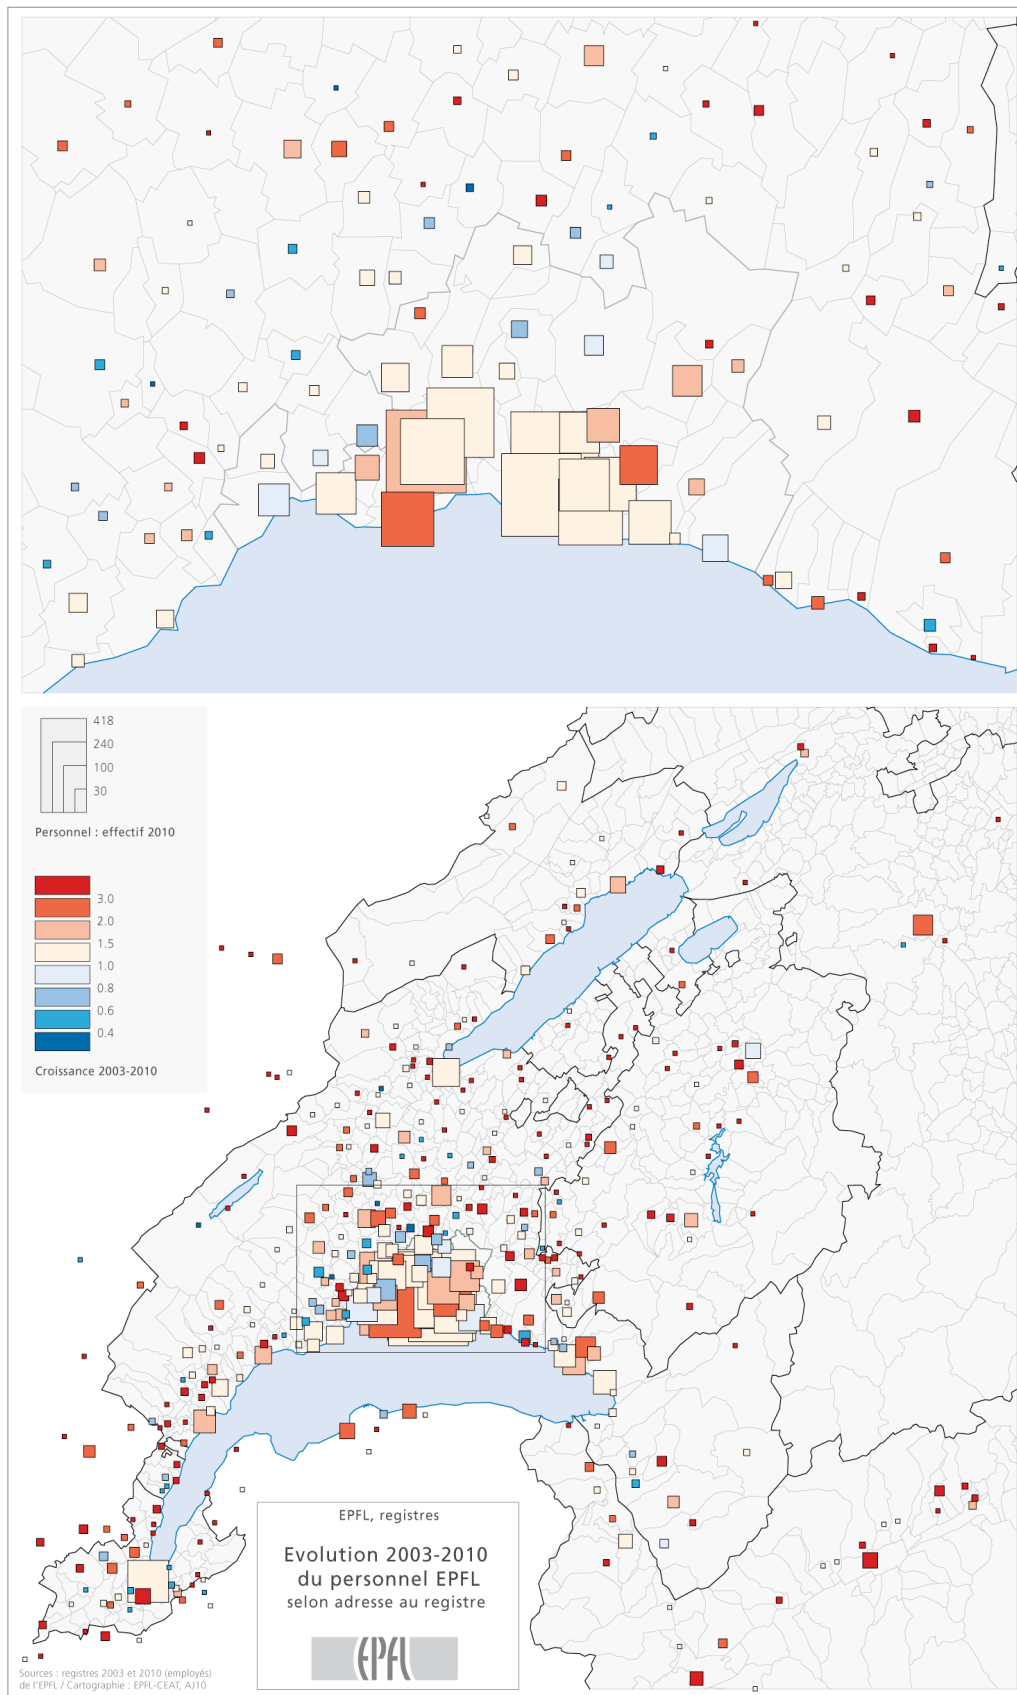 418
240
100
30
Personnel : effectif 2010
3.0
2.0
1.5
1.0
0.8
0.6
0.4
Croissance 2003-2010
EPFL, registres
Evolution 2003-2010
du personnel EPFL
selon adresse au registre
EPFL
Sources : registres 2003 et 2010 (employés)
de l'EPFL / Cartographie : EPFL-CEAT, AJ10